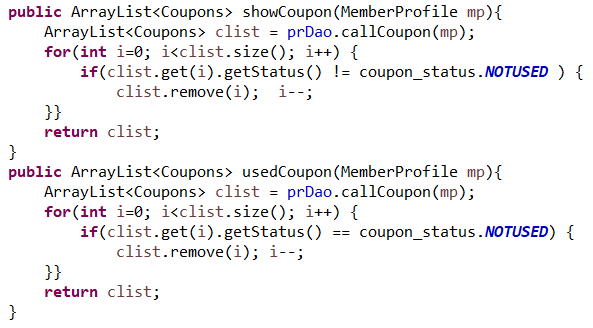 public ArrayList<Coupons> showCoupon(MemberProfile mp){
    ArrayList<Coupons> clist = prDao.callCoupon(mp);
    for(int i=0; i<clist.size(); i++) {
        if(clist.get(i).getStatus() != coupon_status.NOTUSED ) {
            clist.remove(i);  i--;
    }}
    return clist;
}
public ArrayList<Coupons> usedCoupon(MemberProfile mp){
    ArrayList<Coupons> clist = prDao.callCoupon(mp);
    for(int i=0; i<clist.size(); i++) {
        if(clist.get(i).getStatus() == coupon_status.NOTUSED) {
            clist.remove(i); i--;
    }}
    return clist;
}